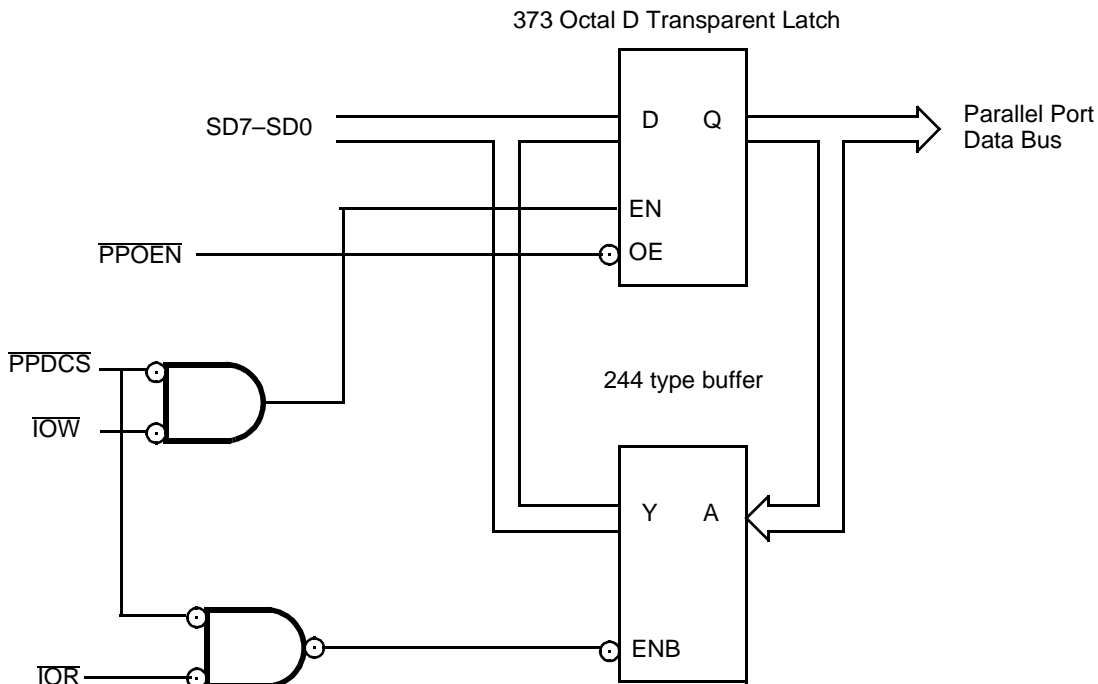 373 Octal D Transparent Latch
SD7–SD0
D Q
Parallel Port
Data Bus
EN
PPOEN
OE
PPDCS
244 type buffer
IOW
Y A
ENB
IOR